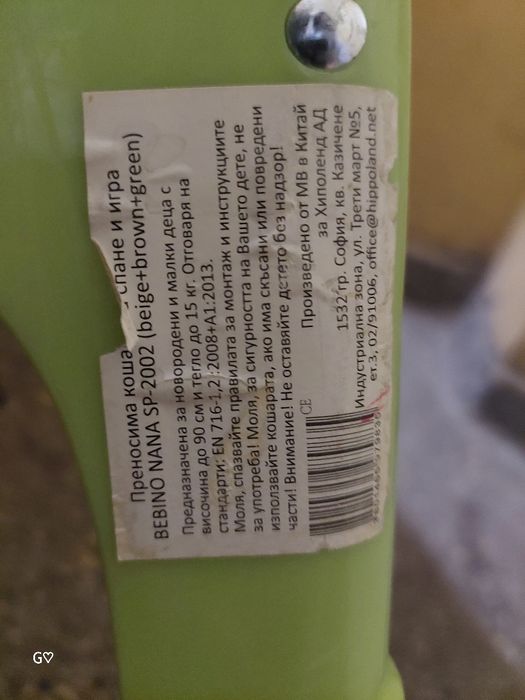 Преносима коша спане и игра
BEBINO NANA SP-2002 (beige+brown+green)
Предназначена за новородени и малки деца с
височина до 90 см и тегло до 15 кг. Отговаря на
стандарти: EN 716-1,2:2008+A1:2013.
Моля, спазвайте правилата за монтаж и инструкциите
за употреба! Моля, за сигурността на Вашето дете, не
използвайте кошарата, ако има скъсани или повредени
части! Внимание! Не оставяйте детето без надзор!
CE Произведено от МВ в Китай
за Хиполенд АД
1532 гр. София, кв. Казичене
Индустриална зона, ул. Трети март №5,
ет.3, 02/91006, office@hippoland.net
G♡